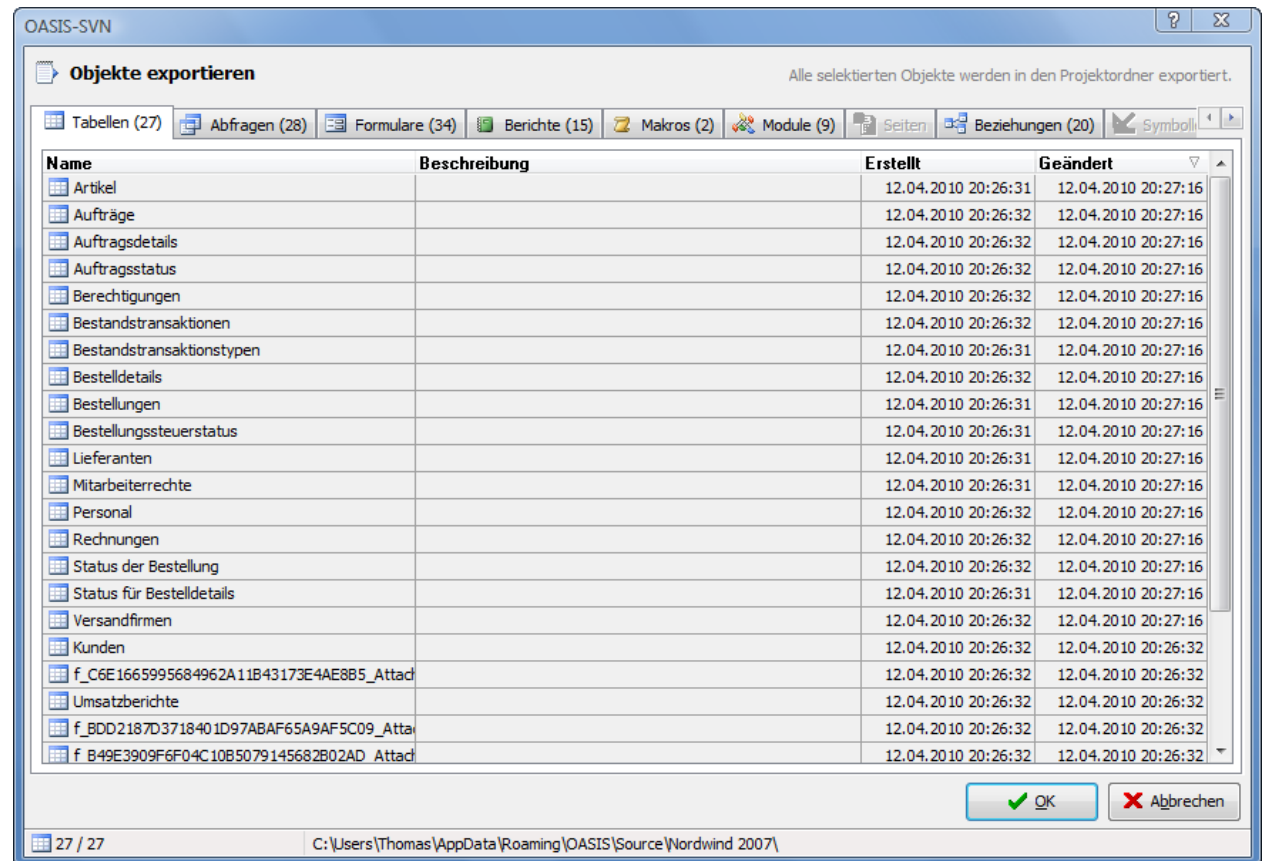 OASIS-SVN
Objekte exportieren
Alle selektierten Objekte werden in den Projektordner exportiert.
Tabellen (27) Abfragen (28) Formulare (34) Berichte (15) Makros (2) Module (9) Seiten Beziehungen (20) Symboll
Name Beschreibung Erstellt Geändert
Artikel 12.04.2010 20:26:31 12.04.2010 20:27:16
Aufträge 12.04.2010 20:26:32 12.04.2010 20:27:16
Auftragsdetails 12.04.2010 20:26:32 12.04.2010 20:27:16
Auftragsstatus 12.04.2010 20:26:32 12.04.2010 20:27:16
Berechtigungen 12.04.2010 20:26:32 12.04.2010 20:27:16
Bestandstransaktionen 12.04.2010 20:26:32 12.04.2010 20:27:16
Bestandstransaktionstypen 12.04.2010 20:26:31 12.04.2010 20:27:16
Bestelldetails 12.04.2010 20:26:32 12.04.2010 20:27:16
Bestellungen 12.04.2010 20:26:31 12.04.2010 20:27:16
Bestellungssteuerstatus 12.04.2010 20:26:31 12.04.2010 20:27:16
Lieferanten 12.04.2010 20:26:31 12.04.2010 20:27:16
Mitarbeiterrechte 12.04.2010 20:26:31 12.04.2010 20:27:16
Personal 12.04.2010 20:26:32 12.04.2010 20:27:16
Rechnungen 12.04.2010 20:26:32 12.04.2010 20:27:16
Status der Bestellung 12.04.2010 20:26:32 12.04.2010 20:27:16
Status für Bestelldetails 12.04.2010 20:26:31 12.04.2010 20:27:16
Versandfirmen 12.04.2010 20:26:32 12.04.2010 20:27:16
Kunden 12.04.2010 20:26:32 12.04.2010 20:26:32
f_C6E1665995684962A11B43173E4AE8B5_Attach 12.04.2010 20:26:32 12.04.2010 20:26:32
Umsatzberichte 12.04.2010 20:26:32 12.04.2010 20:26:32
f_BDD2187D3718401D97ABAF65A9AF5C09_Atta 12.04.2010 20:26:32 12.04.2010 20:26:32
f_B49E3909F6F04C10B5079145682B02AD_Attach 12.04.2010 20:26:32 12.04.2010 20:26:32
OK Abbrechen
27 / 27 C:\Users\Thomas\AppData\Roaming\OASIS\Source\Nordwind 2007\